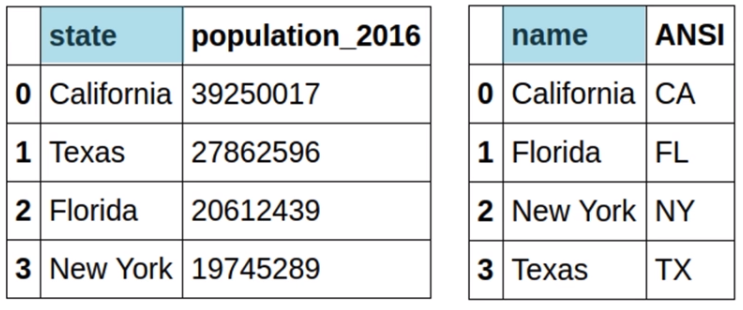 state population_2016
0 California 39250017
1 Texas 27862596
2 Florida 20612439
3 New York 19745289
name ANSI
0 California CA
1 Florida FL
2 New York NY
3 Texas TX